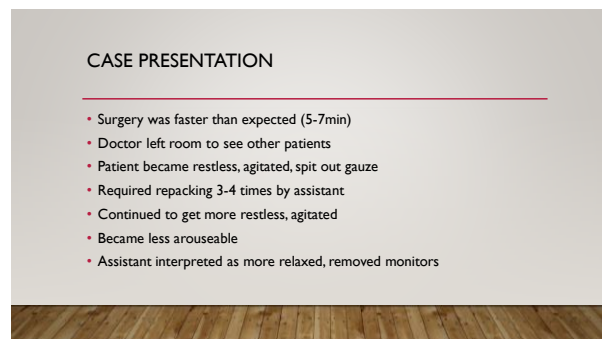 CASE PRESENTATION
• Surgery was faster than expected (5-7min)
• Doctor left room to see other patients
• Patient became restless, agitated, spit out gauze
• Required repacking 3-4 times by assistant
• Continued to get more restless, agitated
• Became less arouseable
• Assistant interpreted as more relaxed, removed monitors